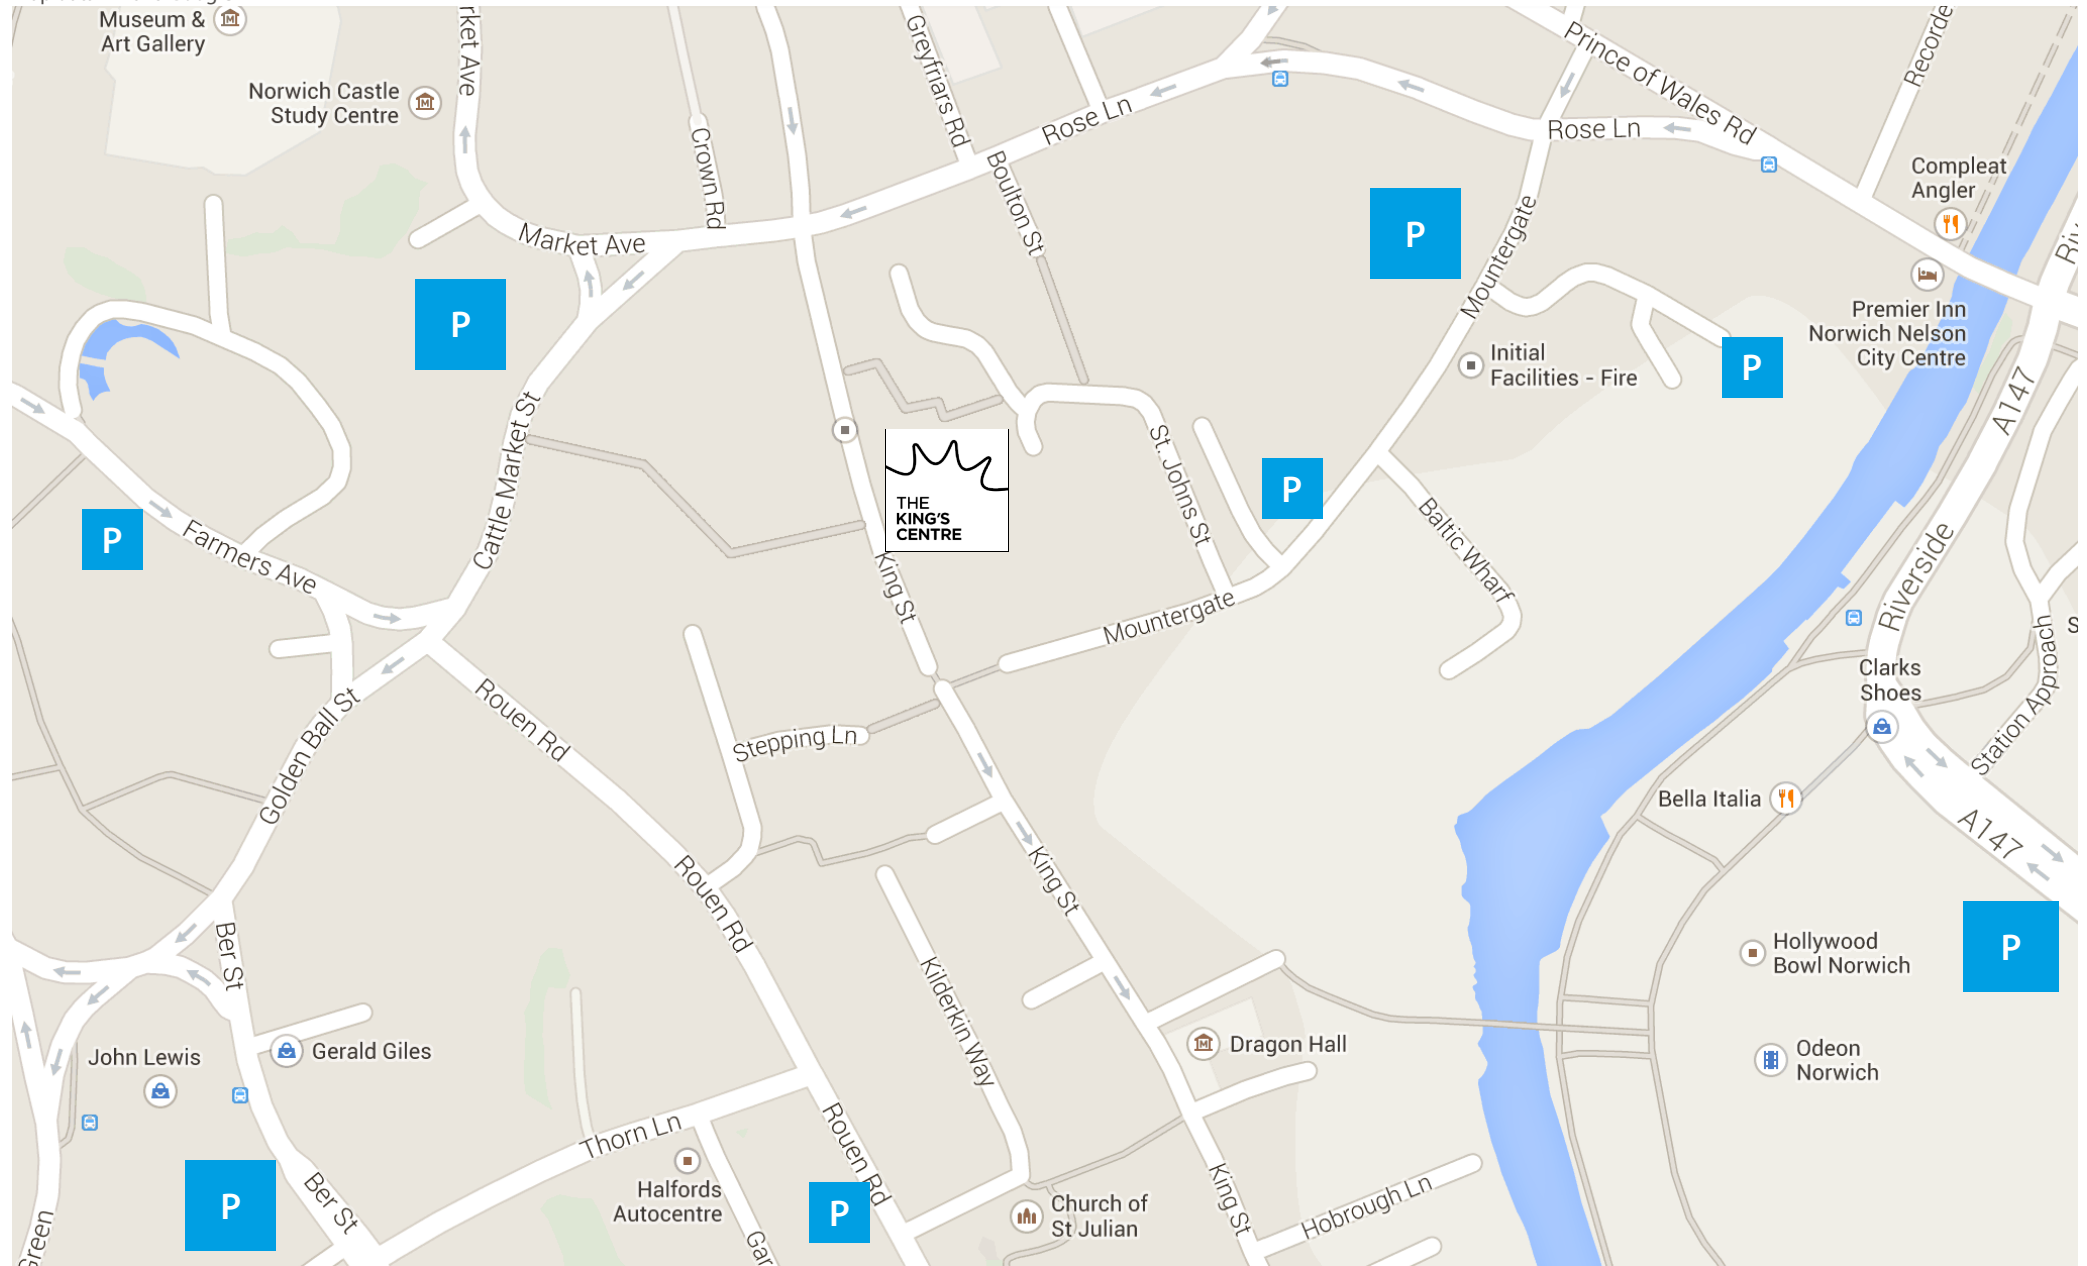 Museum &
Art Gallery
rket Ave
Greyfriars Rd
Prince of Wales Rd
Recorde
Norwich Castle
Study Centre
Rose Ln
Rose Ln
Crown Rd
Boulton St
Compleat
Angler
Market Ave
P
Mountergate
Riv
P
Premier Inn
Norwich Nelson
City Centre
Initial
Facilities - Fire
P
A147
Cattle Market St
St. Johns St
P
THE
KING'S
CENTRE
Baltic Wharf
P
Farmers Ave
King St
Mountergate
Riverside
S
Clarks
Shoes
Station Approach
Rouen Rd
Stepping Ln
Golden Ball St
Bella Italia
A147
King St
Rouen Rd
P
Ber St
Hollywood
Bowl Norwich
Kilderkin Way
Dragon Hall
John Lewis
Gerald Giles
Odeon
Norwich
Thorn Ln
Rouen Rd
P
Ber St
Halfords
Autocentre
P
Church of
St Julian
King St
Hobrough Ln
Green
Gar